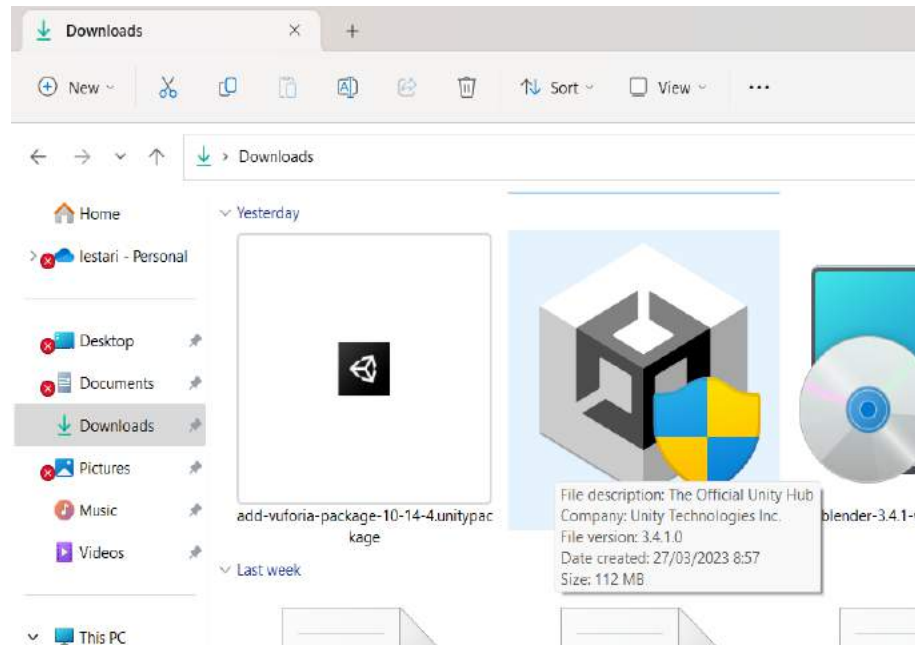 Downloads
New
Sort
View
Downloads
Home
Yesterday
lestari - Personal
Desktop
Documents
Downloads
Pictures
Music
Videos
This PC
add-vuforia-package-10-14-4.unitypac
kage
File description: The Official Unity Hub
Company: Unity Technologies Inc.
File version: 3.4.1.0
Date created: 27/03/2023 8:57
Size: 112 MB
blender-3.4.1-
Last week